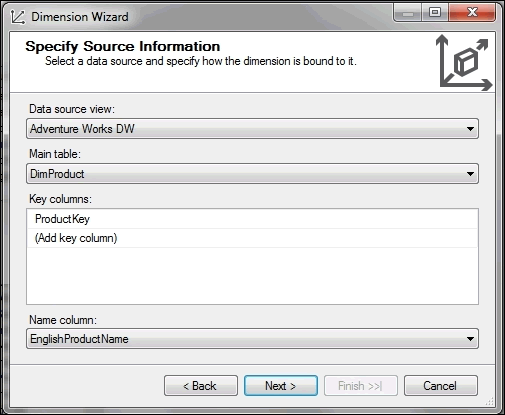 Dimension Wizard
Specify Source Information
Select a data source and specify how the dimension is bound to it.
Data source view:
Adventure Works DW
Main table:
DimProduct
Key columns:
ProductKey
(Add key column)
Name column:
EnglishProductName
< Back Next > Finish >>| Cancel